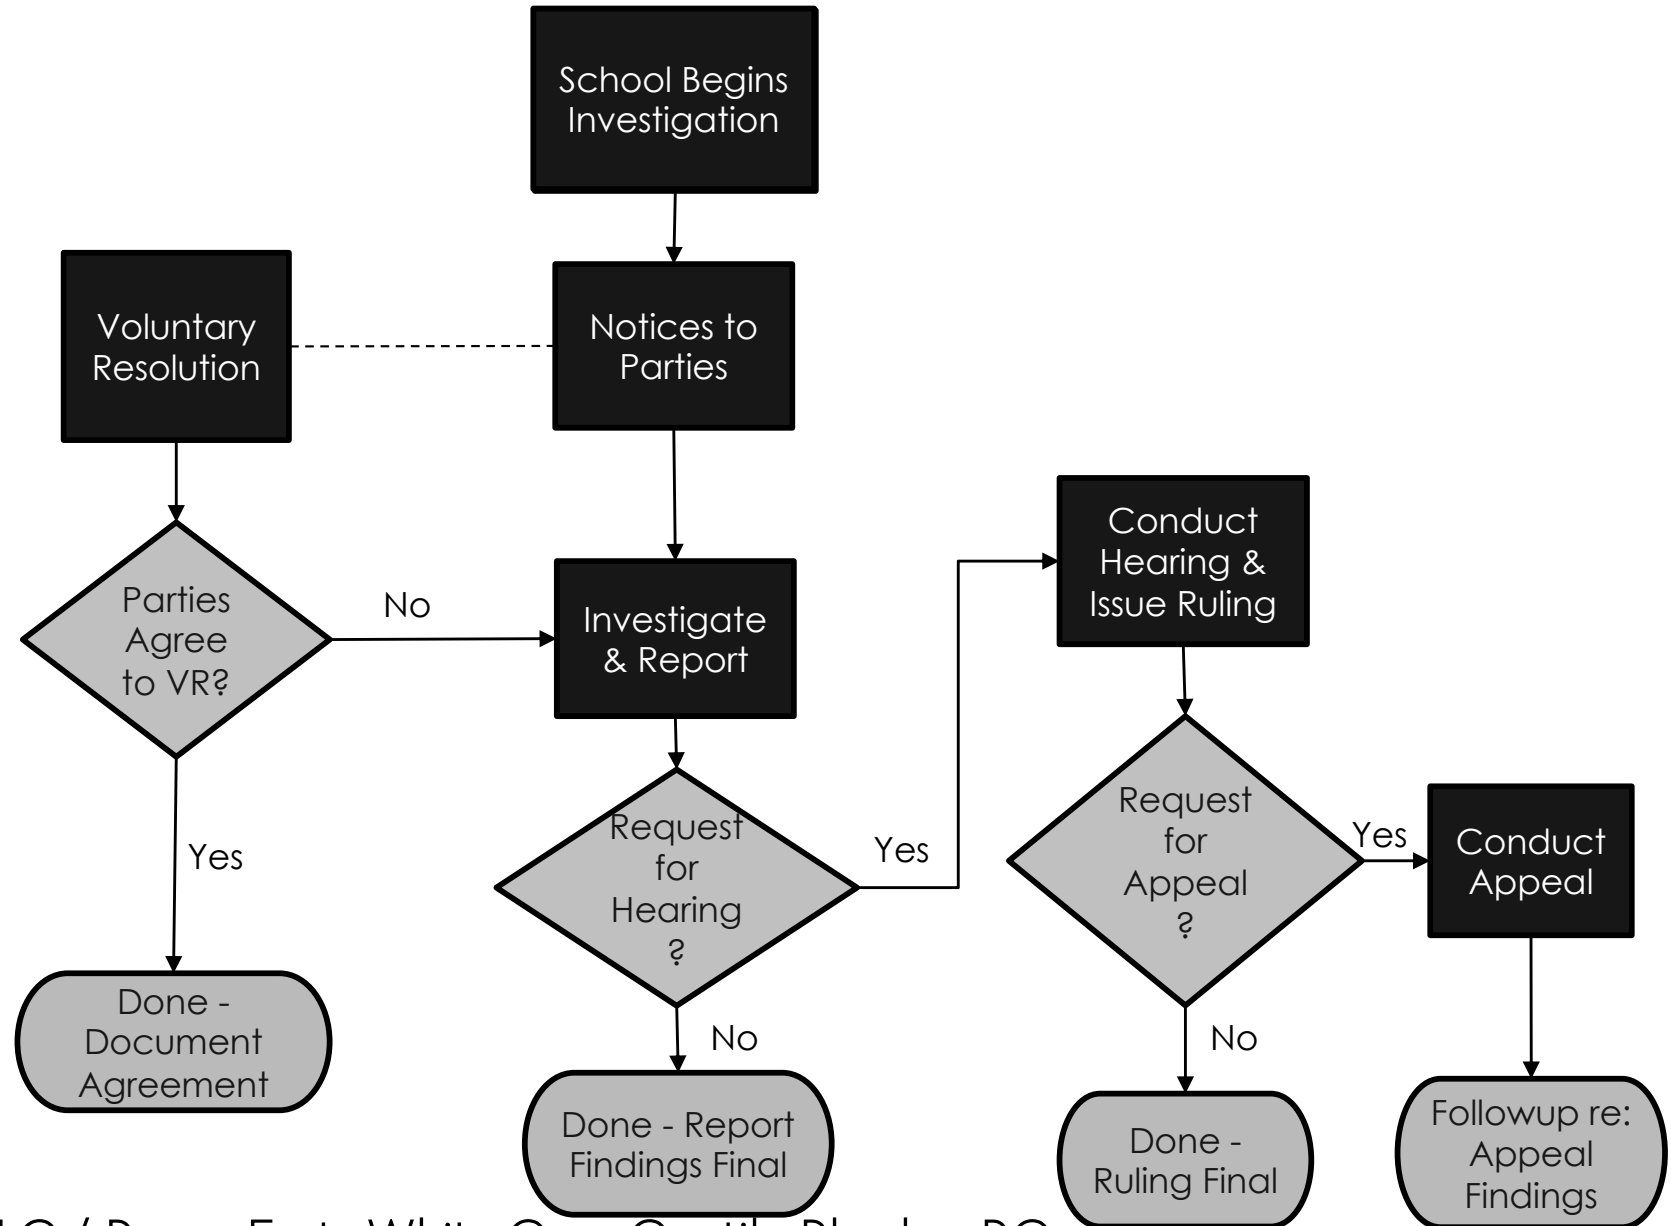 School Begins
Investigation
Voluntary
Resolution
Notices to
Parties
Parties
Agree
to VR?
No
Investigate
& Report
Conduct
Hearing &
Issue Ruling
Yes
Request
for
Hearing
?
Yes
Request
for
Appeal
?
Yes
Conduct
Appeal
Done -
Document
Agreement
No
Done - Report
Findings Final
No
Done -
Ruling Final
Followup re:
Appeal
Findings